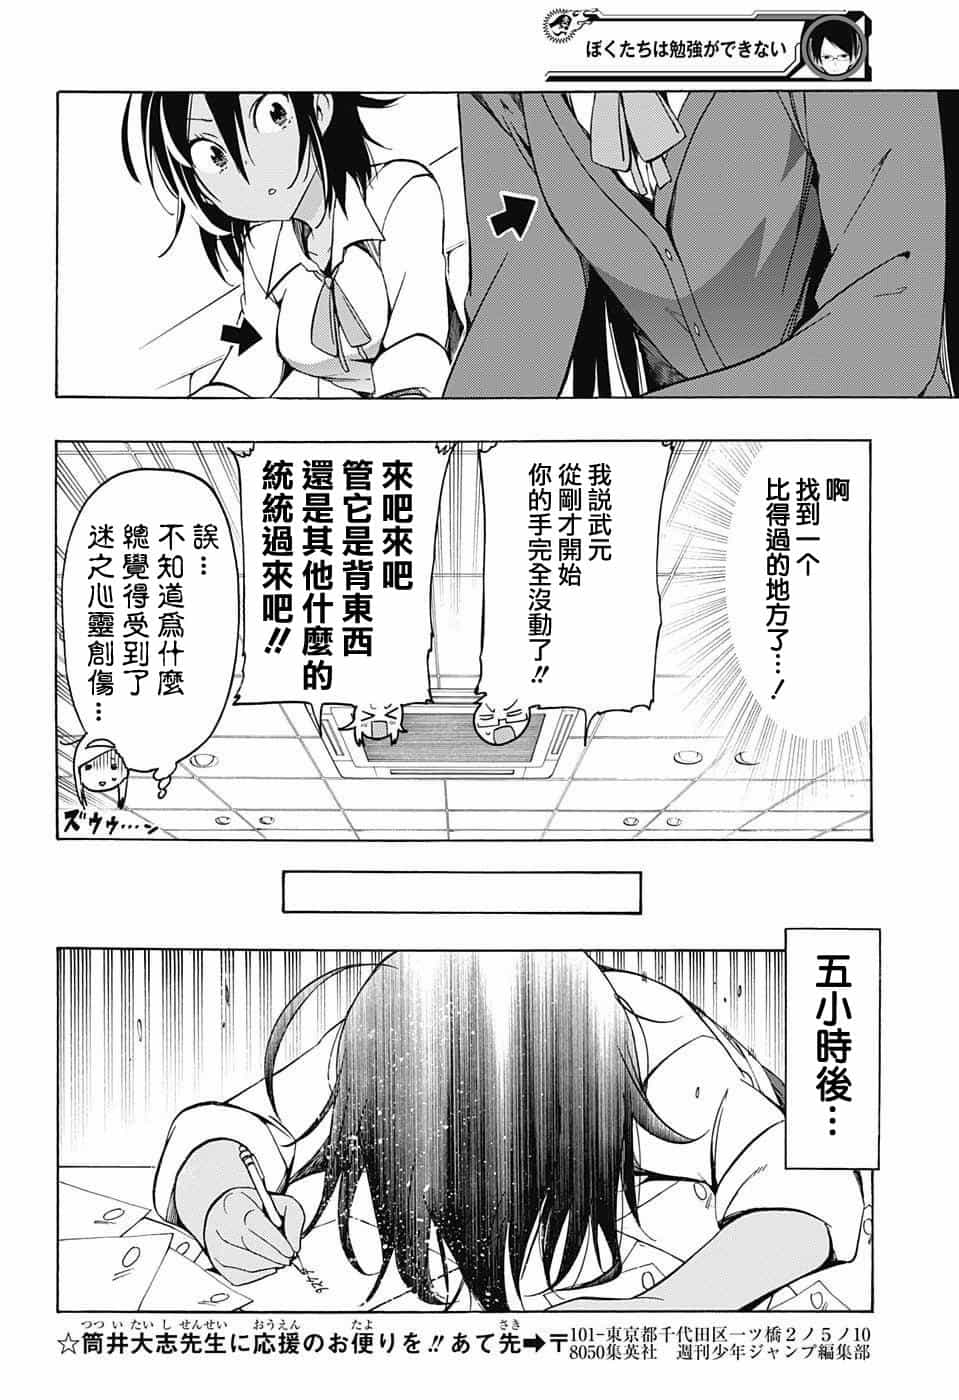 ぼくたちは勉強ができない
啊
找到一个
比得過的地方了…!
我説武元
從剛才開始
你的手完全沒動了!!
來吧來吧
管它是背東西
還是其他什麼的
統統過來吧!!
誒…
不知道爲什麼
總覺得受到了
迷之心靈創傷…
ズウゥ…ン
五小時後…
☆筒井大志先生に応援のお便りを!!あて先➡〒101-
8050
東京都千代田区一ツ橋2ノ5ノ10
集英社 週刊少年ジャンプ編集部